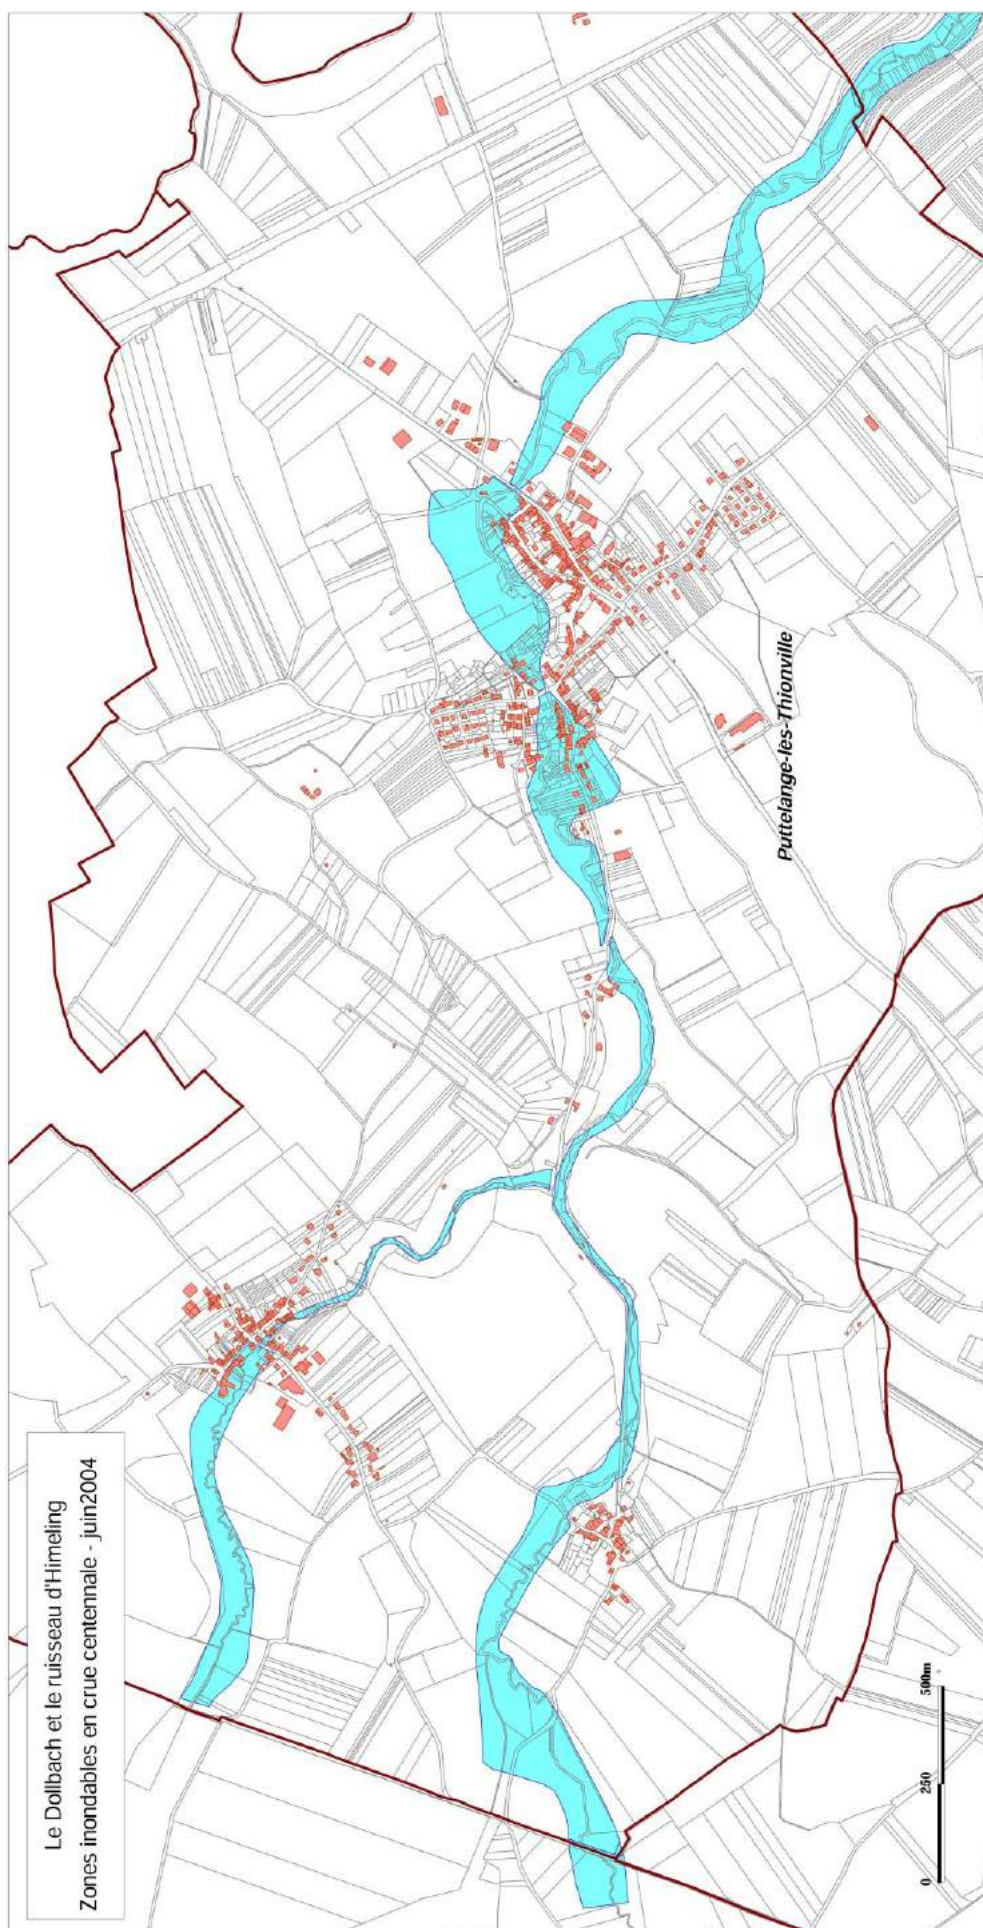 Le Dollbach et le ruisseau d'Himeling
Zones inondables en crue centennale - juin2004
Puttelange-les-Thionville
0 250 500m